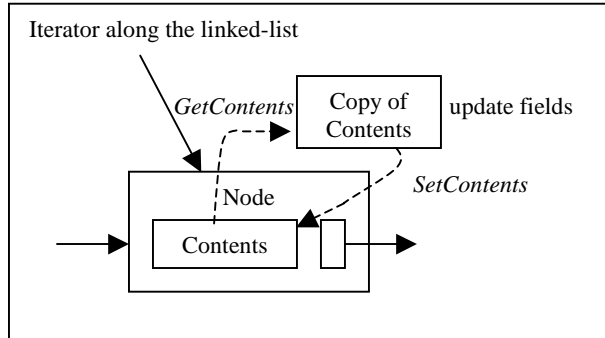 Iterator along the linked-list
GetContents
Copy of
Contents
update fields
SetContents
Node
Contents